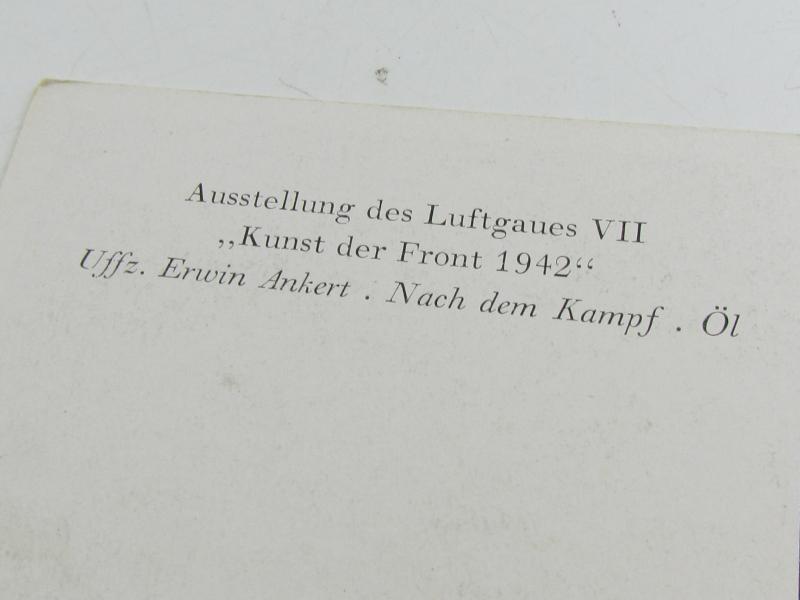 Ausstellung des Luftgaues VII
„Kunst der Front 1942“
Uffz. Erwin Ankert . Nach dem Kampf . Öl